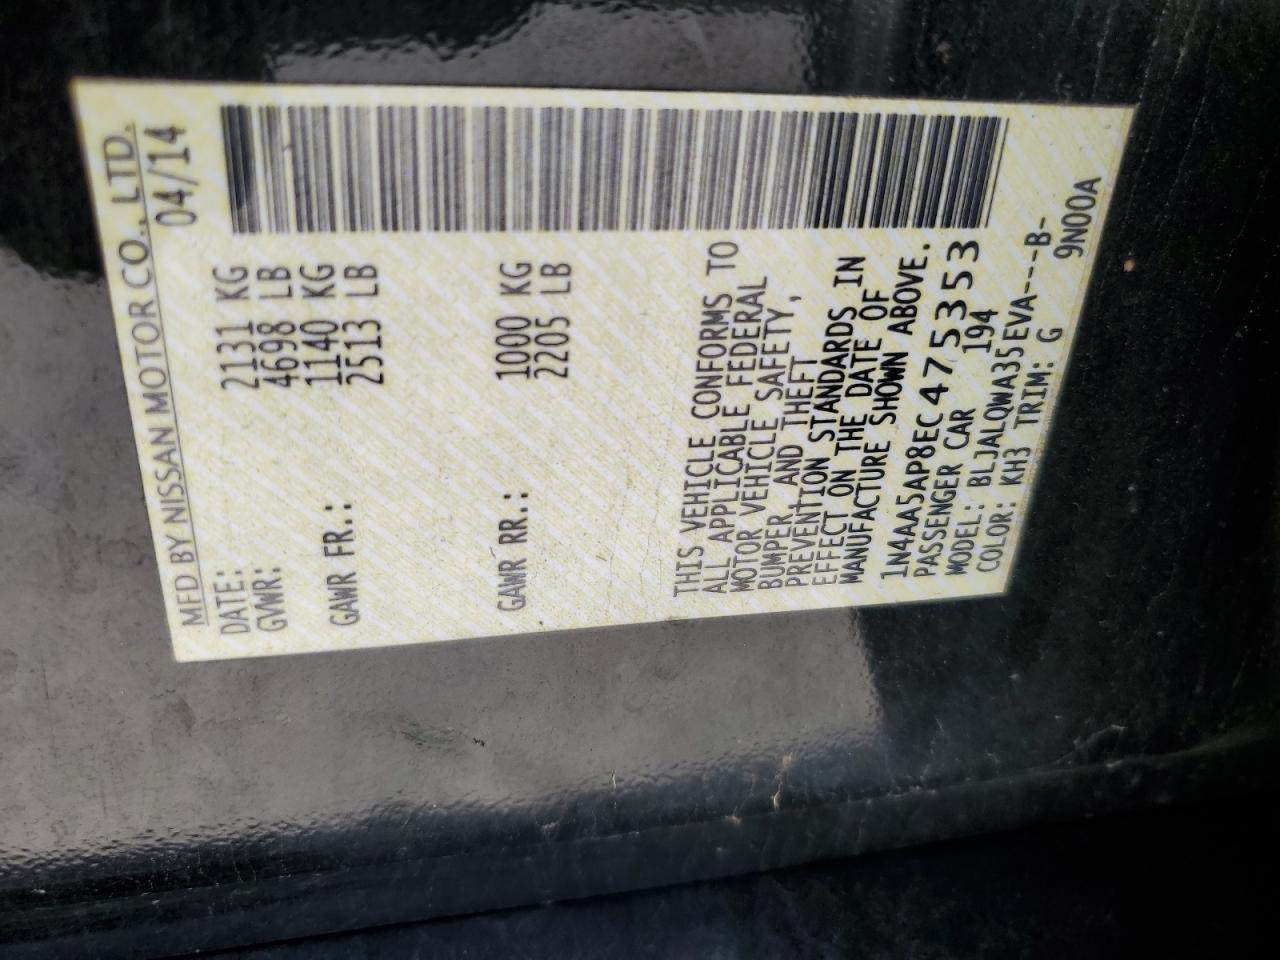 MFD BY NISSAN MOTOR CO., LTD.
DATE: 04/14
GVWR: 2131 KG
4698 LB
GAWR FR.: 1140 KG
2513 LB
GAWR RR.: 1000 KG
2205 LB
THIS VEHICLE CONFORMS TO
ALL APPLICABLE FEDERAL
MOTOR VEHICLE SAFETY,
BUMPER, AND THEFT
PREVENTION STANDARDS IN
EFFECT ON THE DATE OF
MANUFACTURE SHOWN ABOVE.
1N4AA5AP8EC475353
PASSENGER CAR 194
MODEL: BLJALQWA35EVA---B-
COLOR: KH3 TRIM: G
9N00A